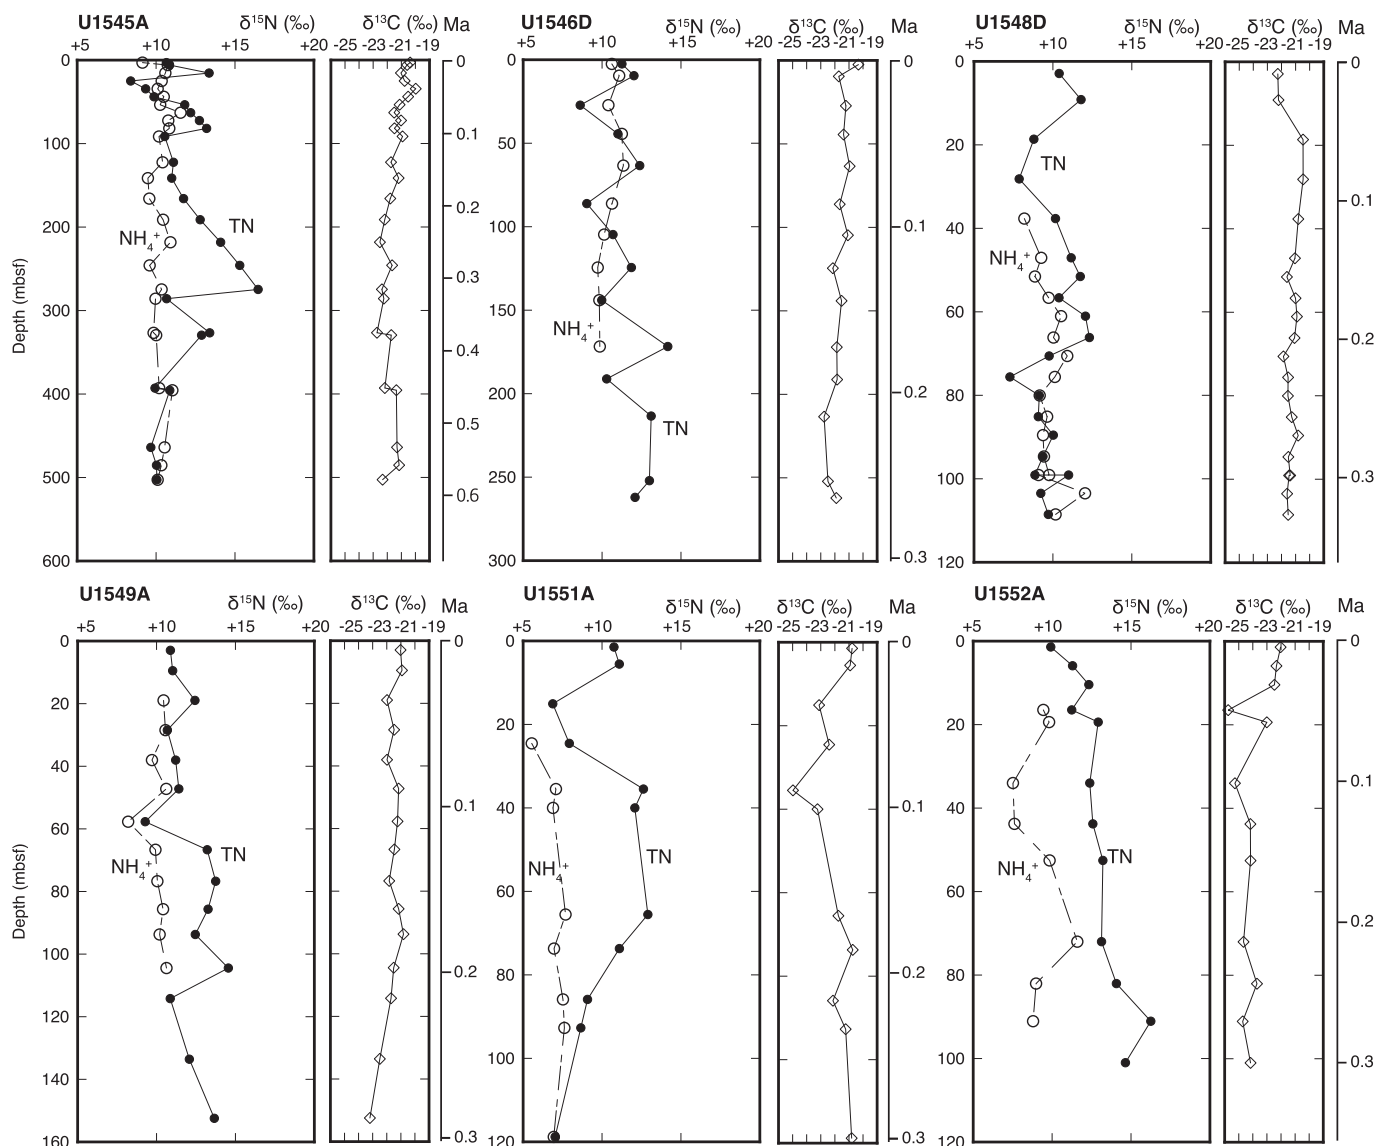 U1545A δ¹⁵N (‰) δ¹³C (‰) Ma
+5 +10 +15 +20 -25 -23 -21 -19
0
100
200
300
400
500
600
Depth (mbsf)
NH₄⁺
TN
0
0.1
0.2
0.3
0.4
0.5
0.6
U1546D δ¹⁵N (‰) δ¹³C (‰) Ma
+5 +10 +15 +20 -25 -23 -21 -19
0
50
100
150
200
250
300
NH₄⁺
TN
0
0.1
0.2
0.3
U1548D δ¹⁵N (‰) δ¹³C (‰) Ma
+5 +10 +15 +20 -25 -23 -21 -19
0
20
40
60
80
100
120
TN
NH₄⁺
0
0.1
0.2
0.3
U1549A δ¹⁵N (‰) δ¹³C (‰) Ma
+5 +10 +15 +20 -25 -23 -21 -19
0
20
40
60
80
100
120
140
160
Depth (mbsf)
NH₄⁺
TN
0
0.1
0.2
0.3
U1551A δ¹⁵N (‰) δ¹³C (‰) Ma
+5 +10 +15 +20 -25 -23 -21 -19
0
20
40
60
80
100
120
NH₄⁺
TN
0
0.1
0.2
0.3
U1552A δ¹⁵N (‰) δ¹³C (‰) Ma
+5 +10 +15 +20 -25 -23 -21 -19
0
20
40
60
80
100
120
NH₄⁺
TN
0
0.1
0.2
0.3